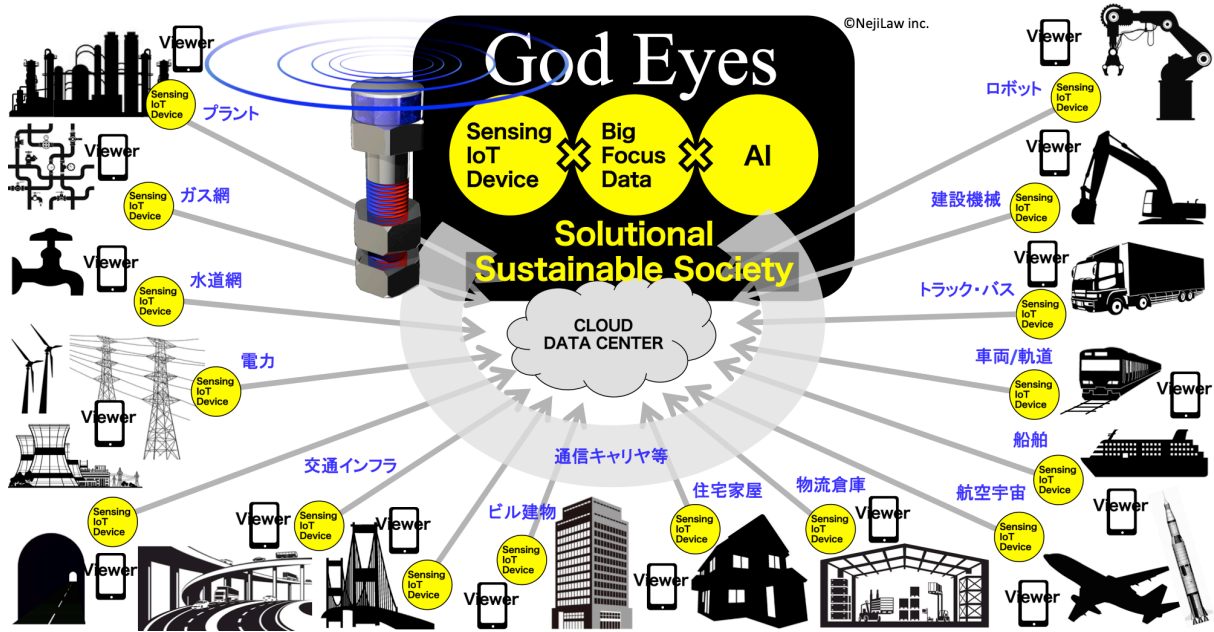 ©NejiLaw inc.
God Eyes
Sensing
IoT
Device
Big
Focus
Data
AI
Solutional
Sustainable Society
CLOUD
DATA CENTER
通信キャリヤ等
Viewer
Sensing
IoT
Device
プラント
Viewer
Sensing
IoT
Device
ガス網
Viewer
Sensing
IoT
Device
水道網
Viewer
Sensing
IoT
Device
電力
Sensing
IoT
Device
Viewer
交通インフラ
Viewer
Sensing
IoT
Device
Viewer
Sensing
IoT
Device
ビル建物
Sensing
IoT
Device
Viewer
住宅家屋
Sensing
IoT
Device
Viewer
物流倉庫
Sensing
IoT
Device
Viewer
航空宇宙
Sensing
IoT
Device
Viewer
Viewer
船舶
Sensing
IoT
Device
車両/軌道
Sensing
IoT
Device
Viewer
トラック・バス
Sensing
IoT
Device
Viewer
建設機械
Sensing
IoT
Device
Viewer
ロボット
Sensing
IoT
Device
Viewer